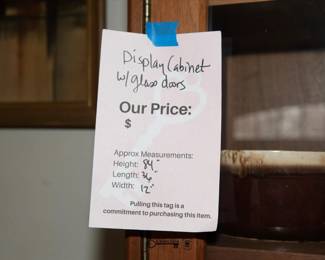 Display Cabinet
w/glass doors
Our Price:
$
Approx Measurements:
Height: 84"
Length: 36"
Width: 12"
Pulling this tag is a
commitment to purchasing this item.